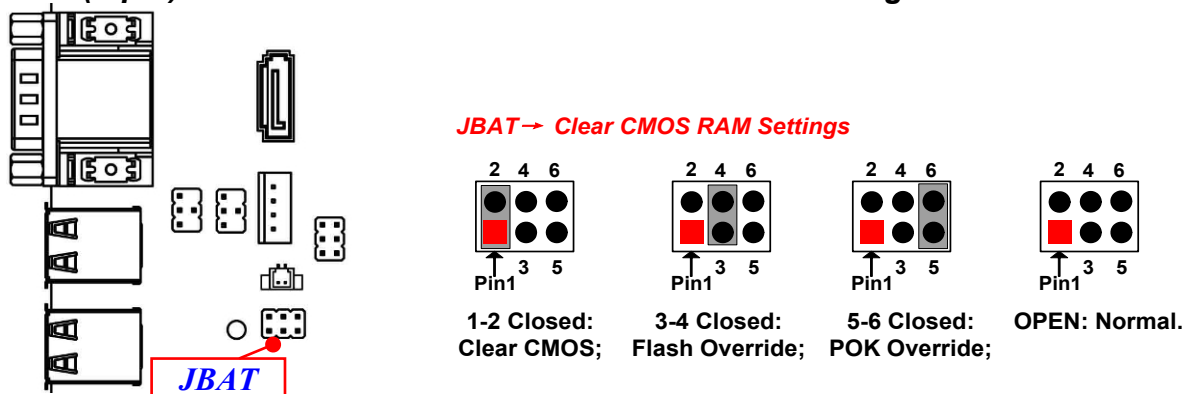 JBAT→ Clear CMOS RAM Settings
2 4 6
2 4 6
2 4 6
2 4 6
Pin1 3 5
Pin1 3 5
Pin1 3 5
Pin1 3 5
1-2 Closed:
Clear CMOS;
3-4 Closed:
Flash Override;
5-6 Closed:
POK Override;
OPEN: Normal.
JBAT